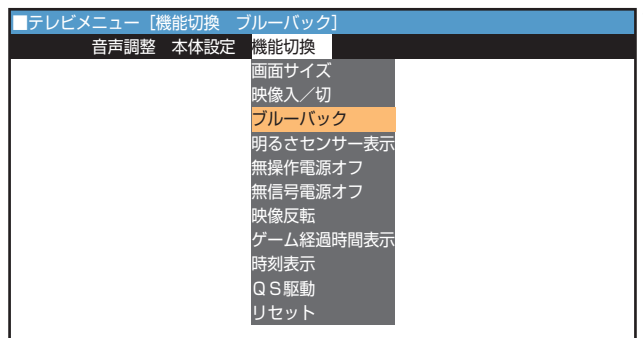 ■テレビメニュー［機能切換　ブルーバック］
音声調整　本体設定　機能切換
画面サイズ
映像入／切
ブルーバック
明るさセンサー表示
無操作電源オフ
無信号電源オフ
映像反転
ゲーム経過時間表示
時刻表示
ＱＳ駆動
リセット